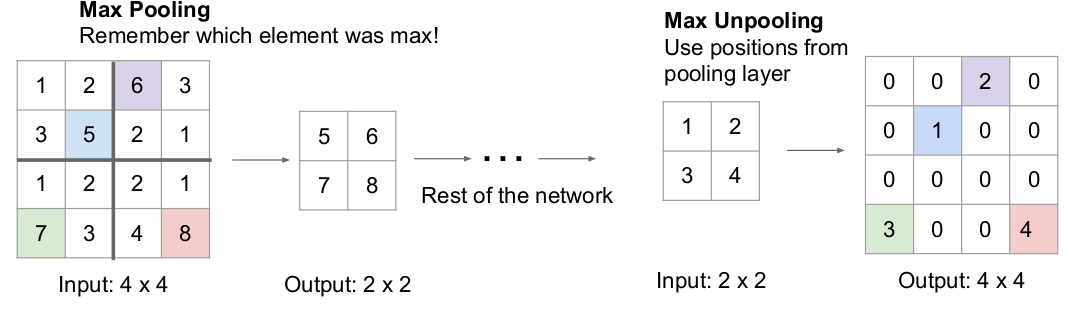 Max Pooling
Remember which element was max!
1 2 6 3
3 5 2 1
1 2 2 1
7 3 4 8
Input: 4 x 4
5 6
7 8
Output: 2 x 2
...
Rest of the network
Max Unpooling
Use positions from
pooling layer
1 2
3 4
Input: 2 x 2
0 0 2 0
0 1 0 0
0 0 0 0
3 0 0 4
Output: 4 x 4